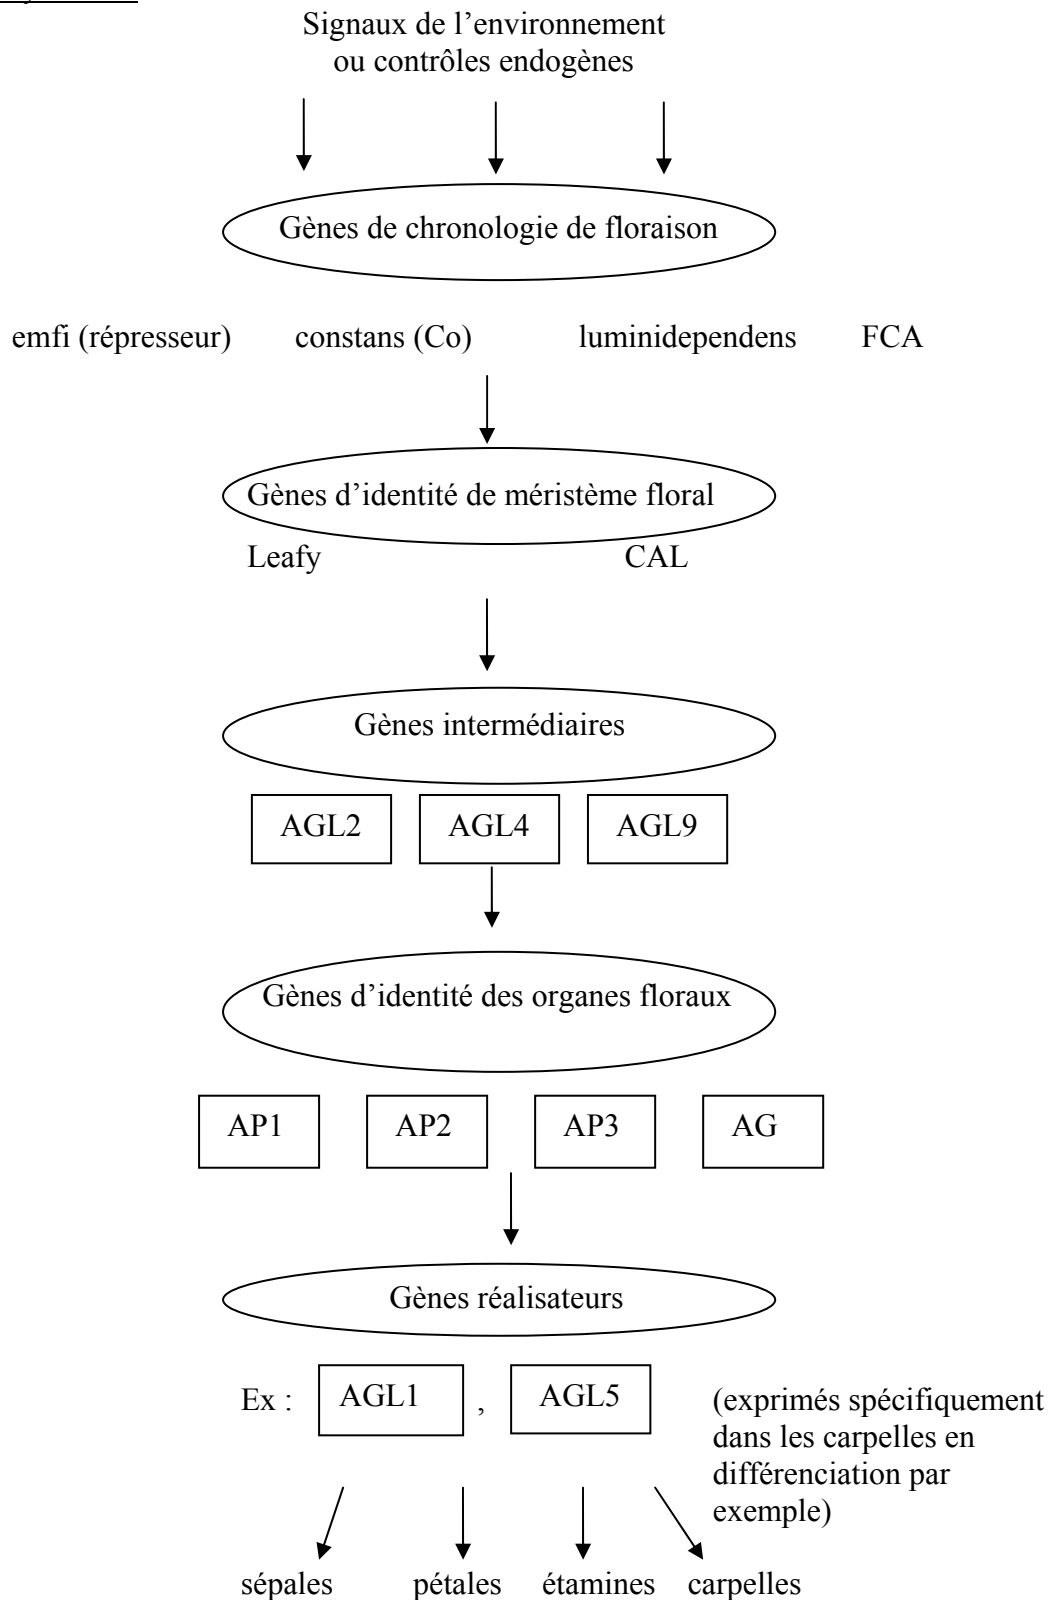 Signaux de l’environnement
ou contrôles endogènes
Gènes de chronologie de floraison
emfi (répresseur) constans (Co) luminidependens FCA
Gènes d’identité de méristème floral
Leafy CAL
Gènes intermédiaires
AGL2 AGL4 AGL9
Gènes d’identité des organes floraux
AP1 AP2 AP3 AG
Gènes réalisateurs
Ex : AGL1 , AGL5 (exprimés spécifiquement
dans les carpelles en
différenciation par
exemple)
sépales pétales étamines carpelles